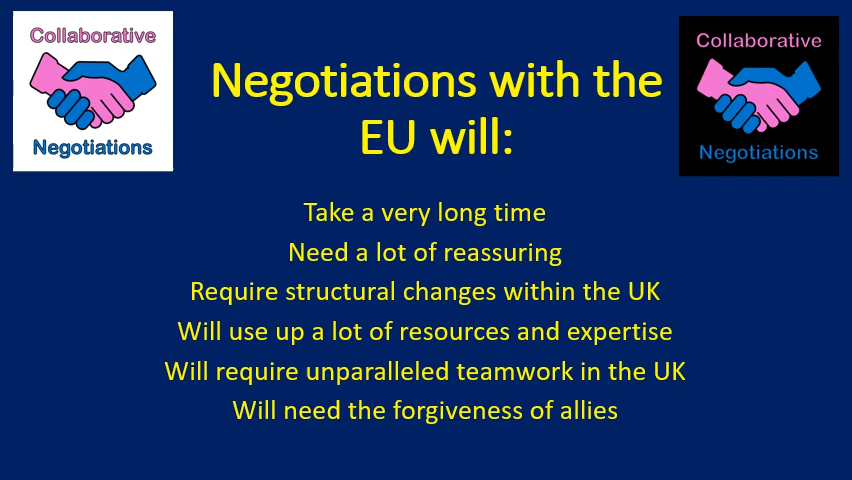 Collaborative
Negotiations
Negotiations with the
EU will:
Collaborative
Negotiations
Take a very long time
Need a lot of reassuring
Require structural changes within the UK
Will use up a lot of resources and expertise
Will require unparalleled teamwork in the UK
Will need the forgiveness of allies